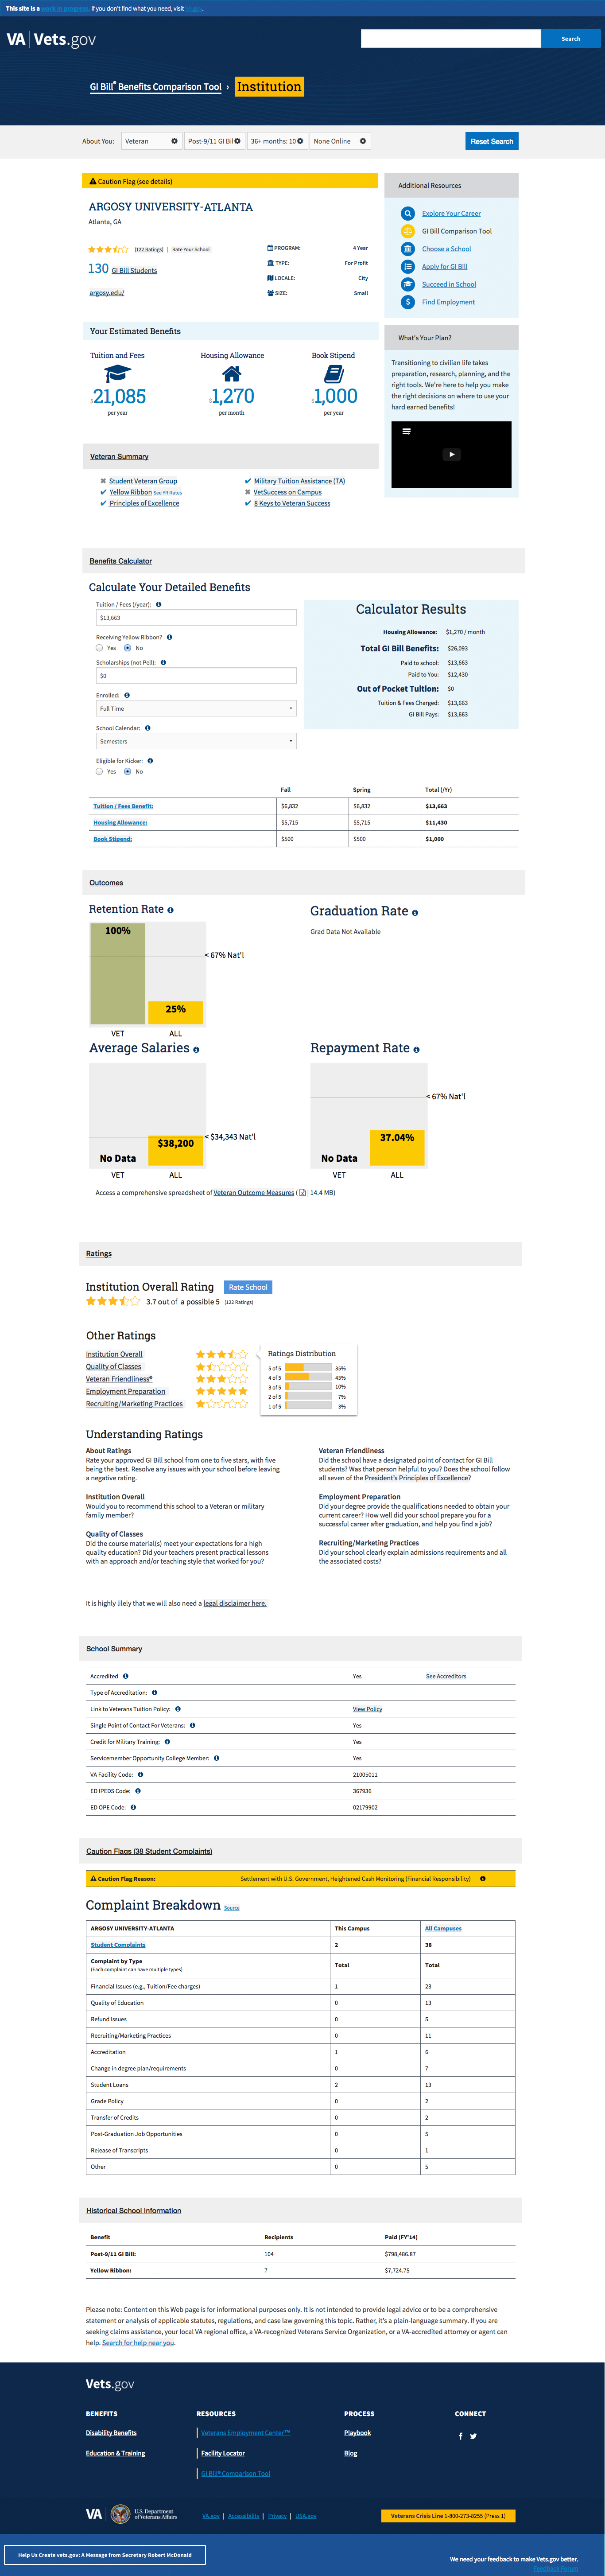 This site is a work in progress. If you don't find what you need, visit VA.gov.
VA | Vets.gov
Search
GI Bill® Benefits Comparison Tool › Institution
About You: Veteran Post-9/11 GI Bil 36+ months: 10 None Online Reset Search
Caution Flag (see details)
ARGOSY UNIVERSITY-ATLANTA
Atlanta, GA
(122 Ratings) | Rate Your School
130 GI Bill Students
argosy.edu/
PROGRAM: 4 Year
TYPE: For Profit
LOCALE: City
SIZE: Small
Additional Resources
Explore Your Career
GI Bill Comparison Tool
Choose a School
Apply for GI Bill
Succeed in School
Find Employment
Your Estimated Benefits
Tuition and Fees Housing Allowance Book Stipend
$21,085 $1,270 $1,000
per year per month per year
What's Your Plan?
Transitioning to civilian life takes
preparation, research, planning, and the
right tools. We're here to help you make
the right decisions on where to use your
hard earned benefits!
Veteran Summary
Student Veteran Group Military Tuition Assistance (TA)
Yellow Ribbon See YR Rates VetSuccess on Campus
Principles of Excellence 8 Keys to Veteran Success
Benefits Calculator
Calculate Your Detailed Benefits
Tuition / Fees (/year):
$13,663
Receiving Yellow Ribbon?
Yes No
Scholarships (not Pell):
$0
Enrolled:
Full Time
School Calendar:
Semesters
Eligible for Kicker:
Yes No
Calculator Results
Housing Allowance: $1,270 / month
Total GI Bill Benefits: $26,093
Paid to school: $13,663
Paid to You: $12,430
Out of Pocket Tuition: $0
Tuition & Fees Charged: $13,663
GI Bill Pays: $13,663
Fall Spring Total (/Yr)
Tuition / Fees Benefit: $6,832 $6,832 $13,663
Housing Allowance: $5,715 $5,715 $11,430
Book Stipend: $500 $500 $1,000
Outcomes
Retention Rate
100%
< 67% Nat'l
25%
VET ALL
Graduation Rate
Grad Data Not Available
Average Salaries
< $34,343 Nat'l
No Data $38,200
VET ALL
Repayment Rate
< 67% Nat'l
No Data 37.04%
VET ALL
Access a comprehensive spreadsheet of Veteran Outcome Measures ( | 14.4 MB)
Ratings
Institution Overall Rating Rate School
3.7 out of a possible 5 (122 Ratings)
Other Ratings
Institution Overall
Quality of Classes
Veteran Friendliness®
Employment Preparation
Recruiting/Marketing Practices
Ratings Distribution
5 of 5 35%
4 of 5 45%
3 of 5 10%
2 of 5 7%
1 of 5 3%
Understanding Ratings
About Ratings
Rate your approved GI Bill school from one to five stars, with five
being the best. Resolve any issues with your school before leaving
a negative rating.
Institution Overall
Would you to recommend this school to a Veteran or military
family member?
Quality of Classes
Did the course material(s) meet your expectations for a high
quality education? Did your teachers present practical lessons
with an approach and/or teaching style that worked for you?
Veteran Friendliness
Did the school have a designated point of contact for GI Bill
students? Was that person helpful to you? Does the school follow
all seven of the President's Principles of Excellence?
Employment Preparation
Did your degree provide the qualifications needed to obtain your
current career? How well did your school prepare you for a
successful career after graduation, and help you find a job?
Recruiting/Marketing Practices
Did your school clearly explain admissions requirements and all
the associated costs?
It is highly lilely that we will also need a legal disclaimer here.
School Summary
Accredited Yes See Accreditors
Type of Accreditation:
Link to Veterans Tuition Policy: View Policy
Single Point of Contact For Veterans: Yes
Credit for Military Training: Yes
Servicemember Opportunity College Member: Yes
VA Facility Code: 21005011
ED IPEDS Code: 367936
ED OPE Code: 02179902
Caution Flags (38 Student Complaints)
Caution Flag Reason: Settlement with U.S. Government, Heightened Cash Monitoring (Financial Responsibility)
Complaint Breakdown Source
ARGOSY UNIVERSITY-ATLANTA This Campus All Campuses
Student Complaints 2 38
Complaint by Type Total Total
(Each complaint can have multiple types)
Financial Issues (e.g., Tuition/Fee charges) 1 23
Quality of Education 0 13
Refund Issues 0 5
Recruiting/Marketing Practices 0 11
Accreditation 1 6
Change in degree plan/requirements 0 7
Student Loans 2 13
Grade Policy 0 2
Transfer of Credits 0 2
Post-Graduation Job Opportunities 0 5
Release of Transcripts 0 1
Other 0 5
Historical School Information
Benefit Recipients Paid (FY'14)
Post-9/11 GI Bill: 104 $798,486.87
Yellow Ribbon: 7 $7,724.75
Please note: Content on this Web page is for informational purposes only. It is not intended to provide legal advice or to be a comprehensive
statement or analysis of applicable statutes, regulations, and case law governing this topic. Rather, it's a plain-language summary. If you are
seeking claims assistance, your local VA regional office, a VA-recognized Veterans Service Organization, or a VA-accredited attorney or agent can
help. Search for help near you.
Vets.gov
BENEFITS RESOURCES PROCESS CONNECT
Disability Benefits Veterans Employment Center™ Playbook
Education & Training Facility Locator Blog
GI Bill® Comparison Tool
VA U.S. Department
of Veterans Affairs
VA.gov | Accessibility | Privacy | USA.gov
Veterans Crisis Line 1-800-273-8255 (Press 1)
Help Us Create vets.gov: A Message from Secretary Robert McDonald
We need your feedback to make Vets.gov better.
Feedback Forum